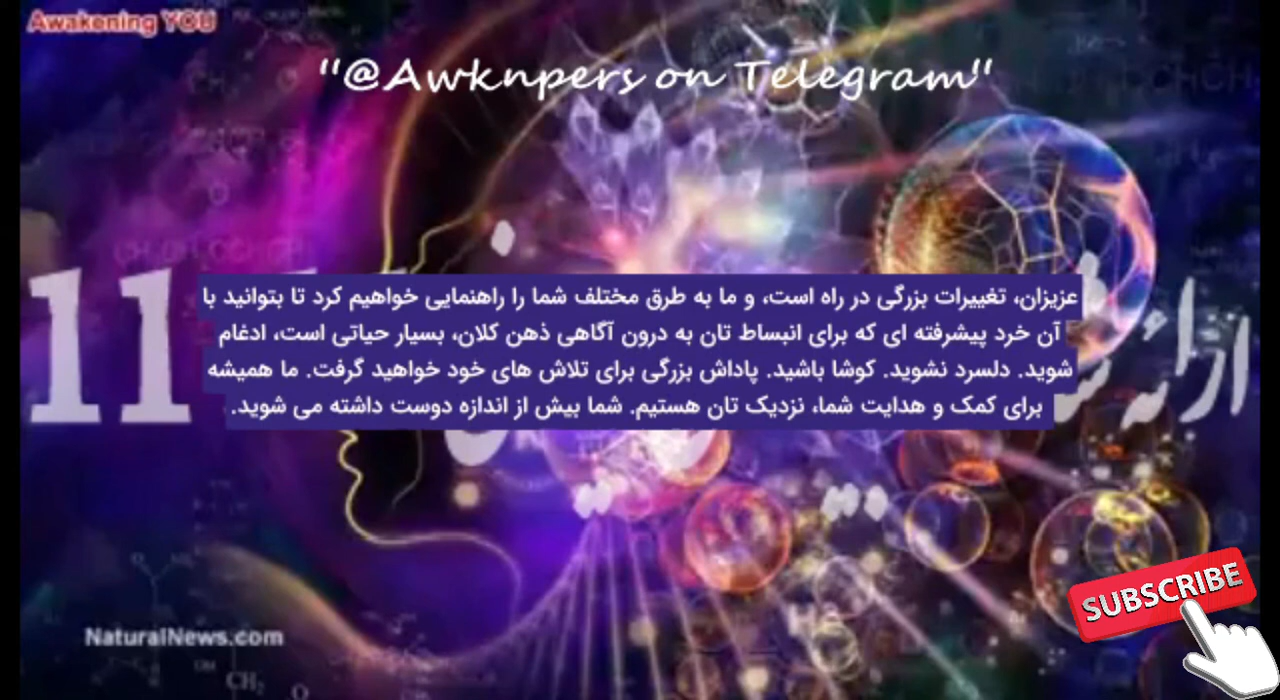 Awakening YOU
"@Awknpers on Telegram"
11
ارائه
عزیزان، تغییرات بزرگی در راه است، و ما به طرق مختلف شما را راهنمایی خواهیم کرد تا بتوانید با
آن خرد پیشرفته ای که برای انبساط تان به درون آگاهی ذهن کلان، بسیار حیاتی است، ادغام
شوید. دلسرد نشوید. کوشا باشید. پاداش بزرگی برای تلاش های خود خواهید گرفت. ما همیشه
برای کمک و هدایت شما، نزدیک تان هستیم. شما بیش از اندازه دوست داشته می شوید.
SUBSCRIBE
NaturalNews.com
CH₂
O